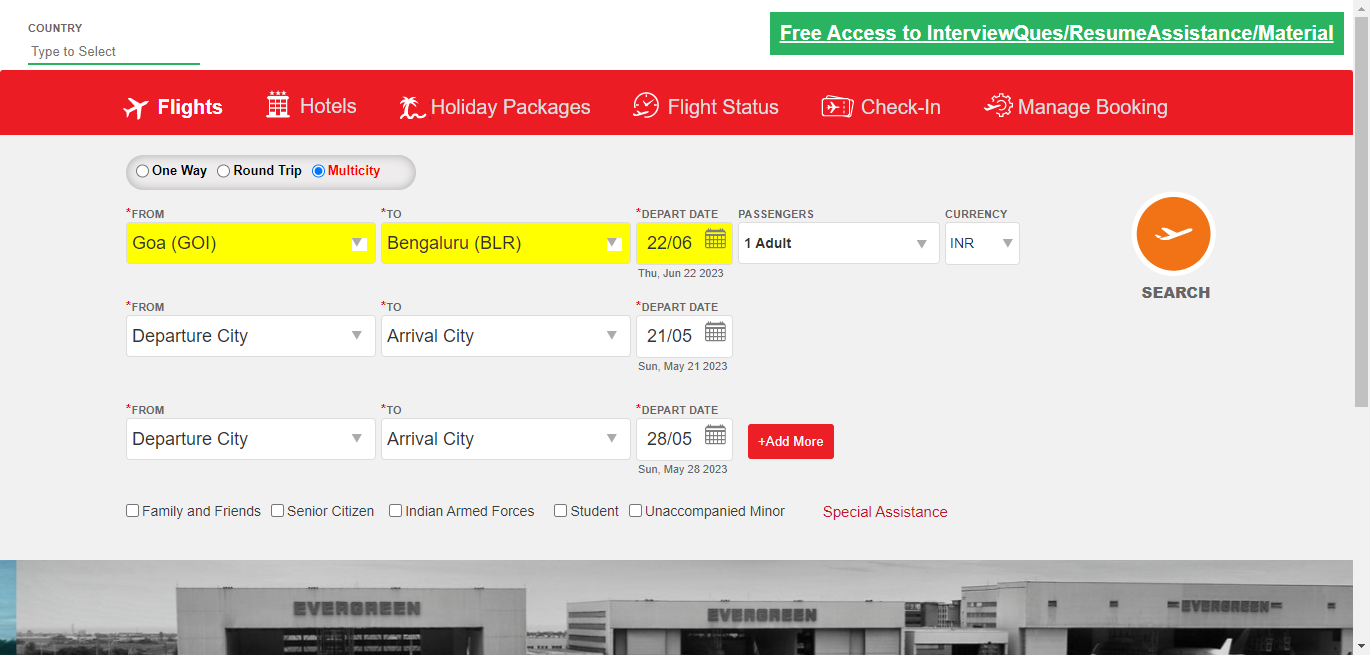 COUNTRY
Type to Select
Free Access to InterviewQues/ResumeAssistance/Material
Flights Hotels Holiday Packages Flight Status Check-In Manage Booking
One Way Round Trip Multicity
*FROM *TO *DEPART DATE PASSENGERS CURRENCY
Goa (GOI) Bengaluru (BLR) 22/06 1 Adult INR
Thu, Jun 22 2023
SEARCH
*FROM *TO *DEPART DATE
Departure City Arrival City 21/05
Sun, May 21 2023
*FROM *TO *DEPART DATE
Departure City Arrival City 28/05 +Add More
Sun, May 28 2023
Family and Friends Senior Citizen Indian Armed Forces Student Unaccompanied Minor Special Assistance
EVERGREEN EVERGREEN EVERGREEN